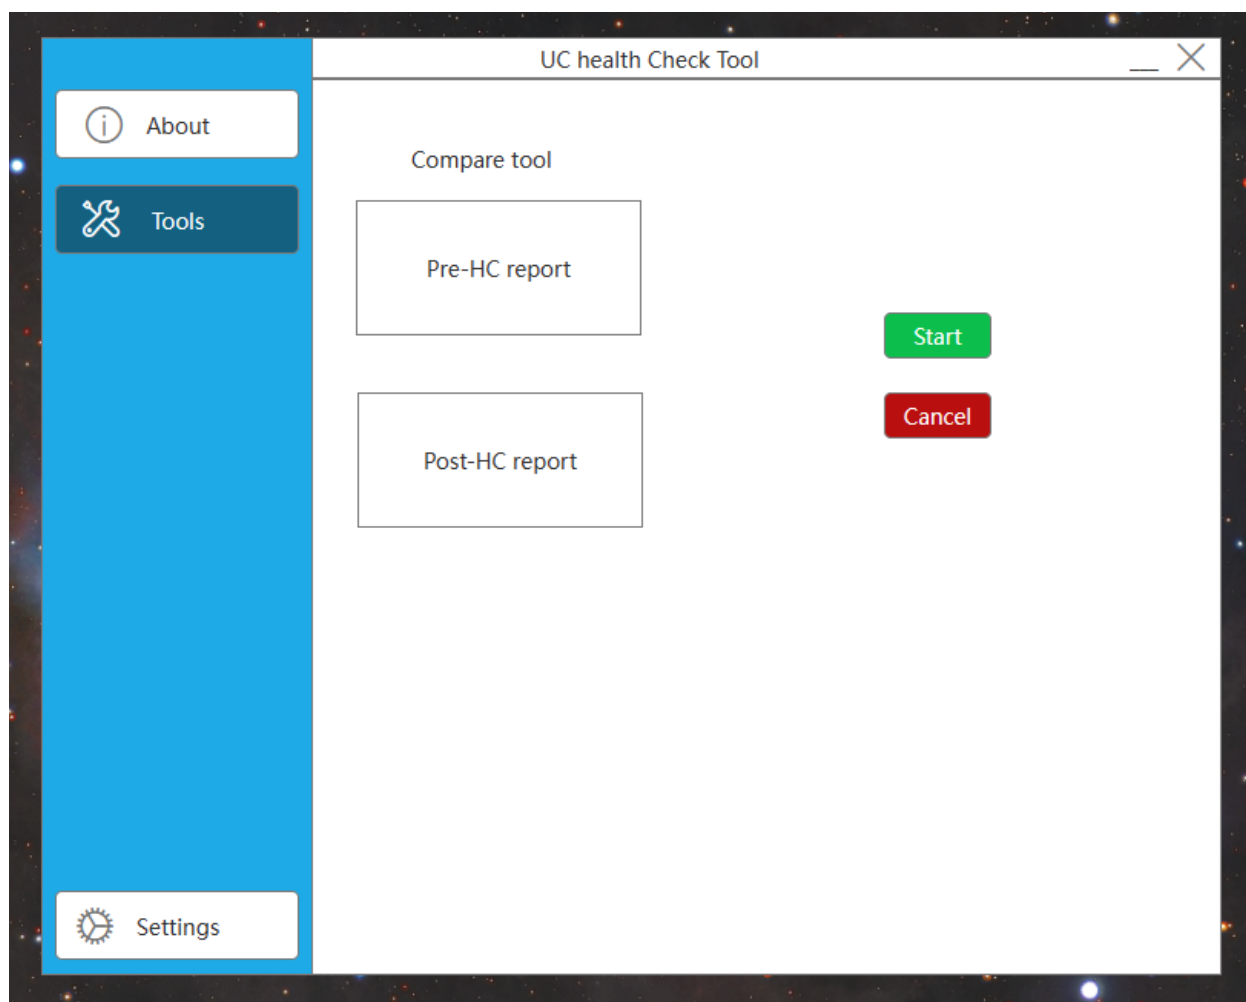 UC health Check Tool
About
Tools
Compare tool
Pre-HC report
Start
Cancel
Post-HC report
Settings